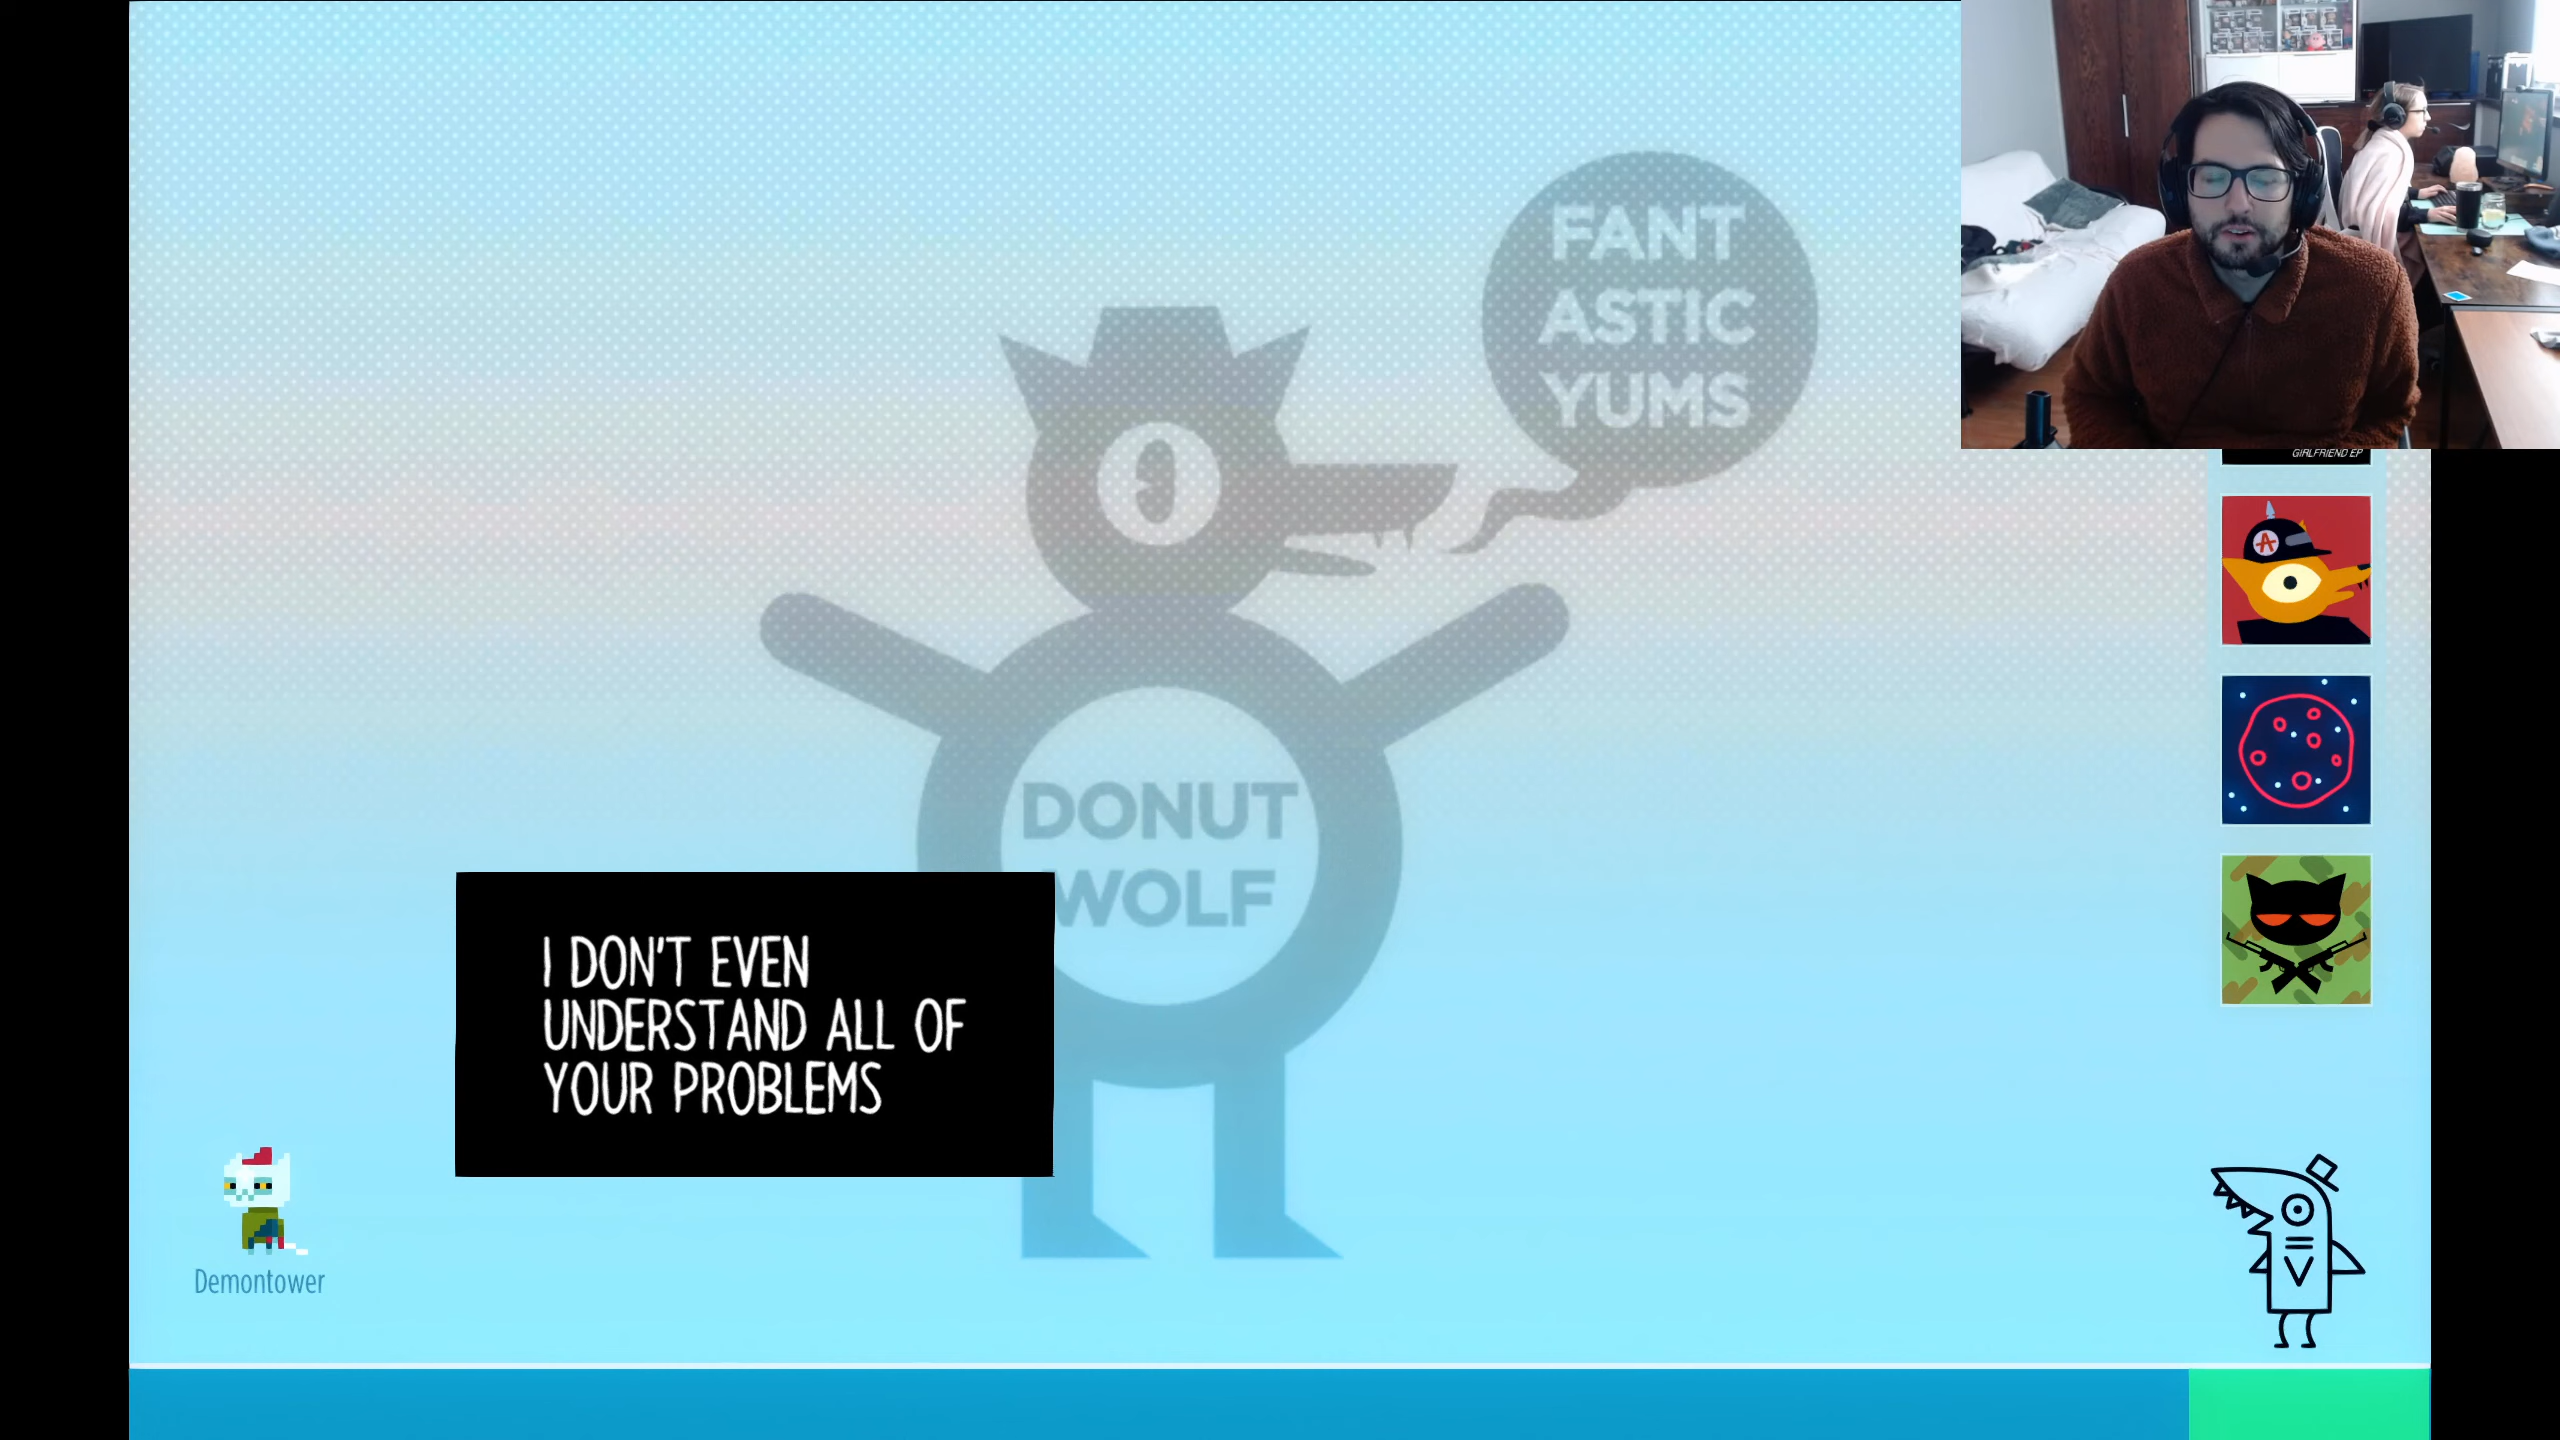 FANT
ASTIC
YUMS
GIRLFRIEND EP
A
DONUT
WOLF
I DON'T EVEN
UNDERSTAND ALL OF
YOUR PROBLEMS
Demontower